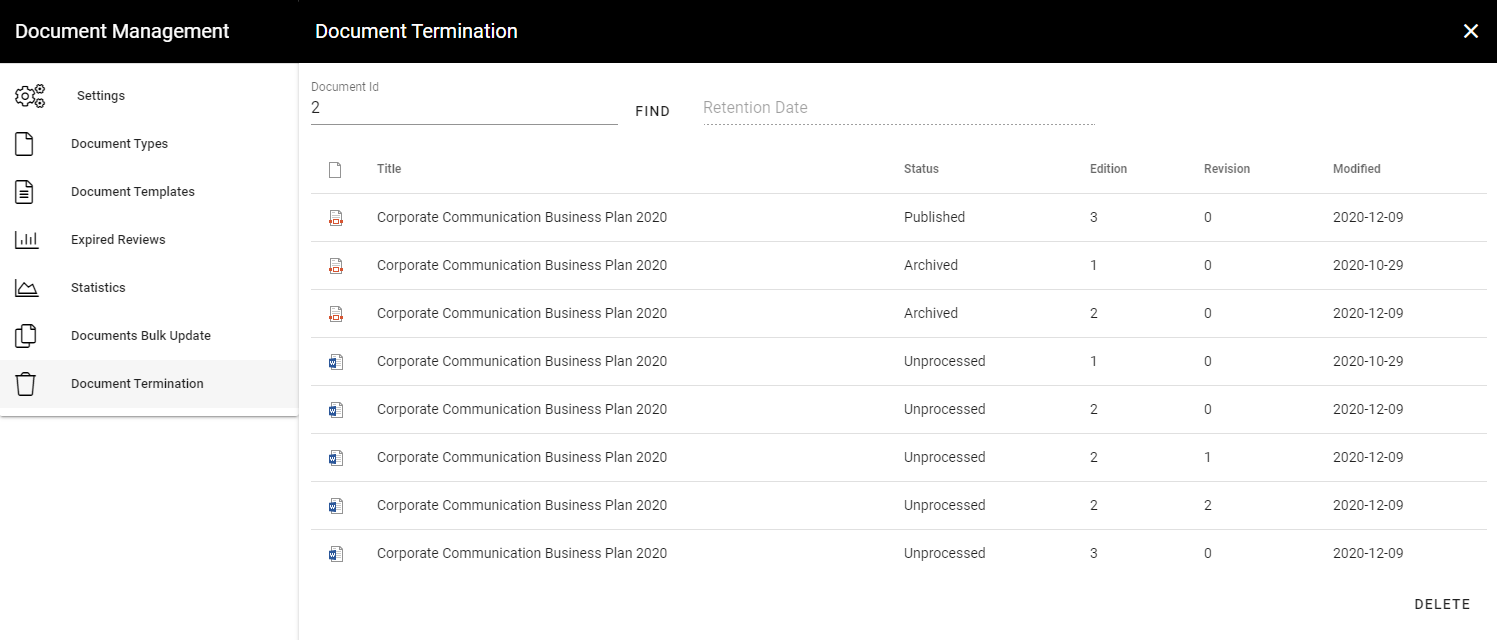 Document Management
Document Termination
Settings
Document Types
Document Templates
Expired Reviews
Statistics
Documents Bulk Update
Document Termination
Document Id
2
FIND
Retention Date
Title Status Edition Revision Modified
Corporate Communication Business Plan 2020 Published 3 0 2020-12-09
Corporate Communication Business Plan 2020 Archived 1 0 2020-10-29
Corporate Communication Business Plan 2020 Archived 2 0 2020-12-09
Corporate Communication Business Plan 2020 Unprocessed 1 0 2020-10-29
Corporate Communication Business Plan 2020 Unprocessed 2 0 2020-12-09
Corporate Communication Business Plan 2020 Unprocessed 2 1 2020-12-09
Corporate Communication Business Plan 2020 Unprocessed 2 2 2020-12-09
Corporate Communication Business Plan 2020 Unprocessed 3 0 2020-12-09
DELETE